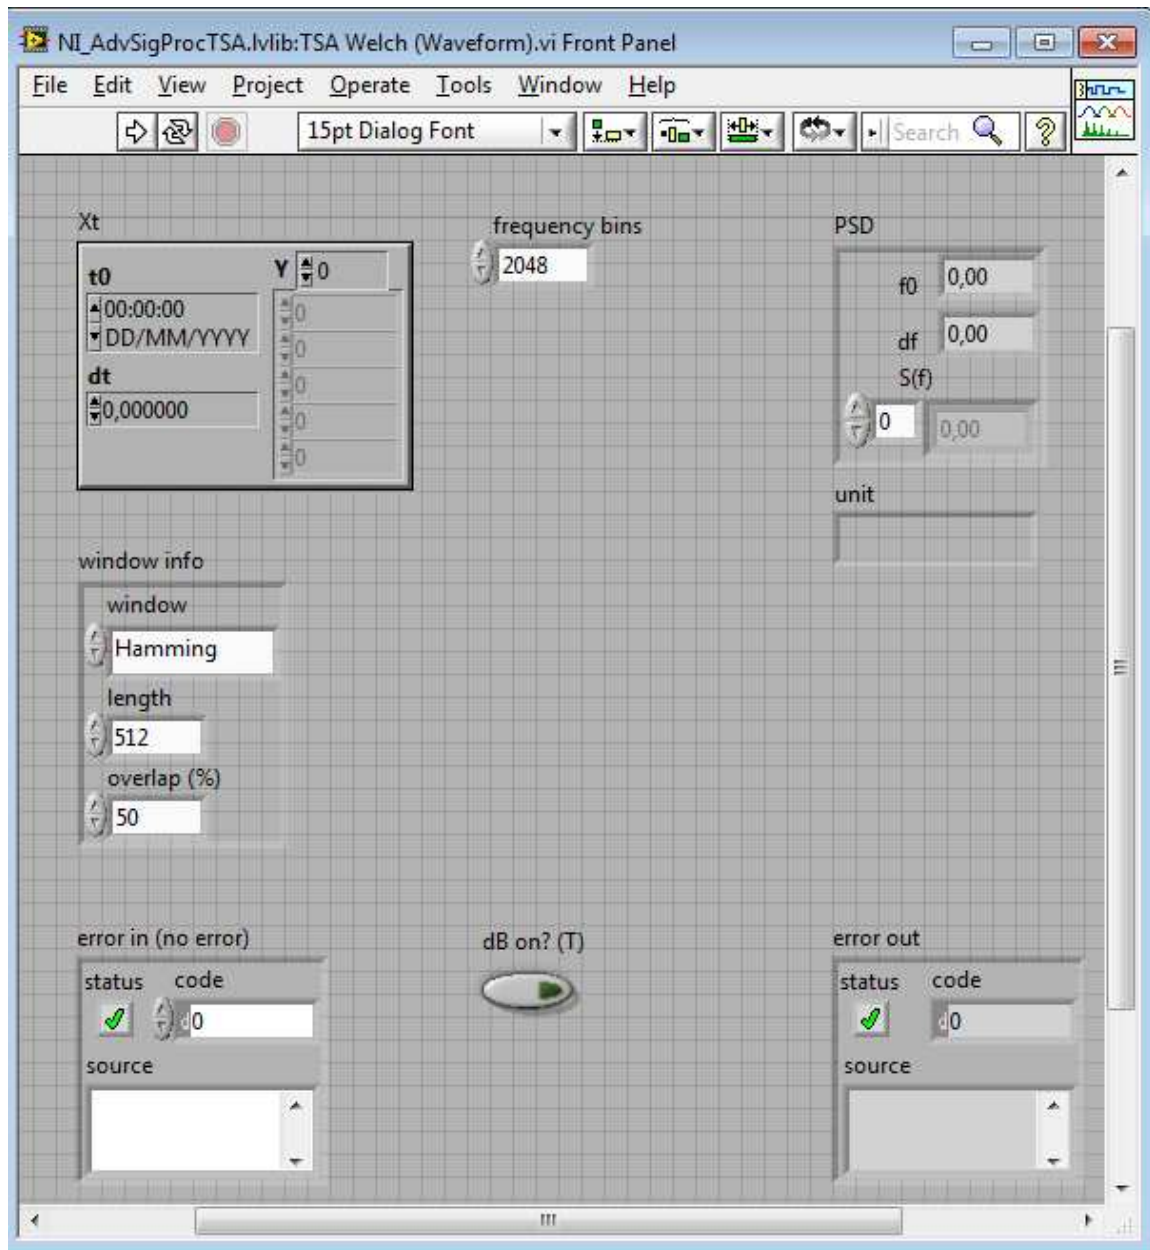 NI_AdvSigProcTSA.lvlib:TSA Welch (Waveform).vi Front Panel
File Edit View Project Operate Tools Window Help
15pt Dialog Font
Search
?
Xt
t0
00:00:00
DD/MM/YYYY
dt
0,000000
Y 0
0
0
0
0
0
frequency bins
2048
PSD
f0 0,00
df 0,00
S(f)
0 0,00
unit
window info
window
Hamming
length
512
overlap (%)
50
error in (no error)
status code
d0
source
dB on? (T)
error out
status code
d0
source